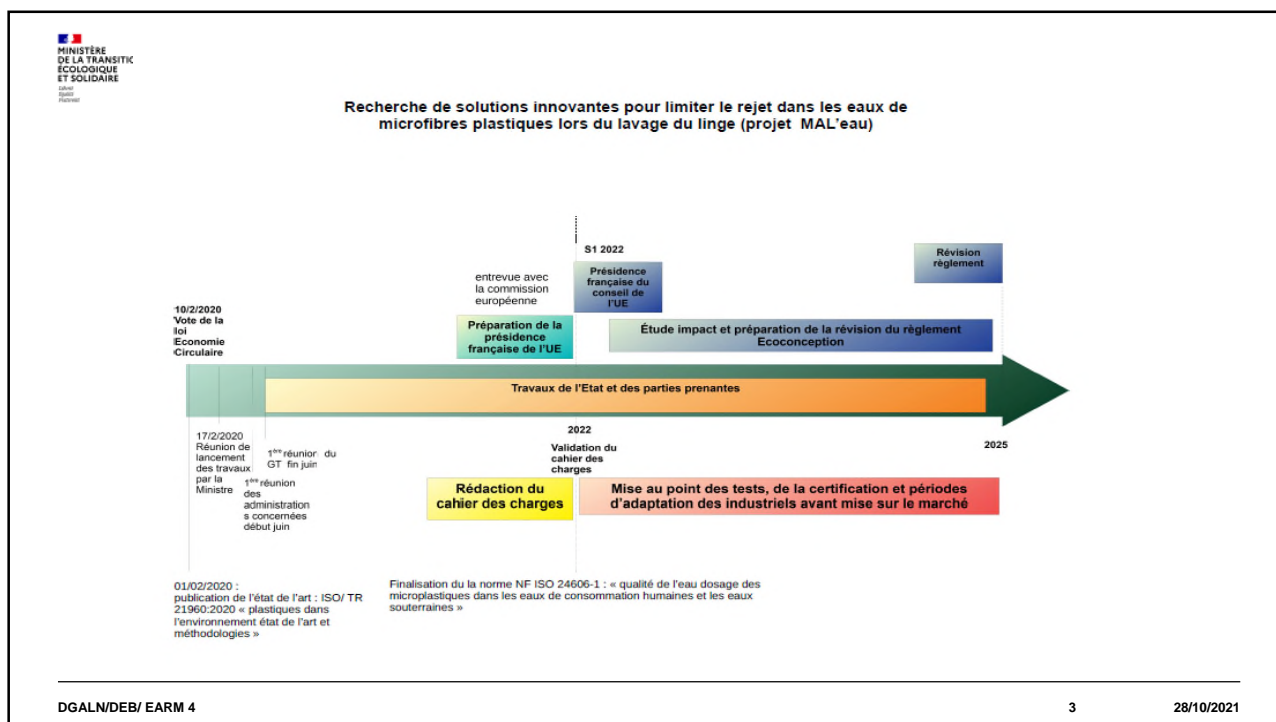 MINISTÈRE
DE LA TRANSITIO
ÉCOLOGIQUE
ET SOLIDAIRE
Liberté
Égalité
Fraternité
Recherche de solutions innovantes pour limiter le rejet dans les eaux de
microfibres plastiques lors du lavage du linge (projet MAL'eau)
S1 2022
Présidence
française du
conseil de
l'UE
Révision
règlement
entrevue avec
la commission
européenne
10/2/2020
Vote de la
loi
Economie
Circulaire
Préparation de la
présidence
française de l'UE
Étude impact et préparation de la révision du règlement
Ecoconception
Travaux de l'Etat et des parties prenantes
17/2/2020
Réunion de
lancement
des travaux
par la
Ministre
1ère réunion du
GT fin juin
1ère réunion
des
administration
s concernées
début juin
2022
Validation du
cahier des
charges
2025
Rédaction du
cahier des charges
Mise au point des tests, de la certification et périodes
d'adaptation des industriels avant mise sur le marché
01/02/2020 :
publication de l'état de l'art : ISO/ TR
21960:2020 « plastiques dans
l'environnement état de l'art et
méthodologies »
Finalisation du la norme NF ISO 24606-1 : « qualité de l'eau dosage des
microplastiques dans les eaux de consommation humaines et les eaux
souterraines »
DGALN/DEB/ EARM 4
3
28/10/2021